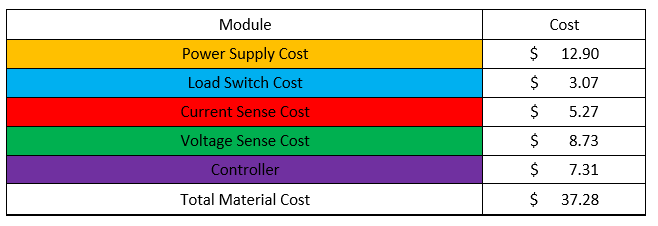 Module Cost
Power Supply Cost $ 12.90
Load Switch Cost $ 3.07
Current Sense Cost $ 5.27
Voltage Sense Cost $ 8.73
Controller $ 7.31
Total Material Cost $ 37.28